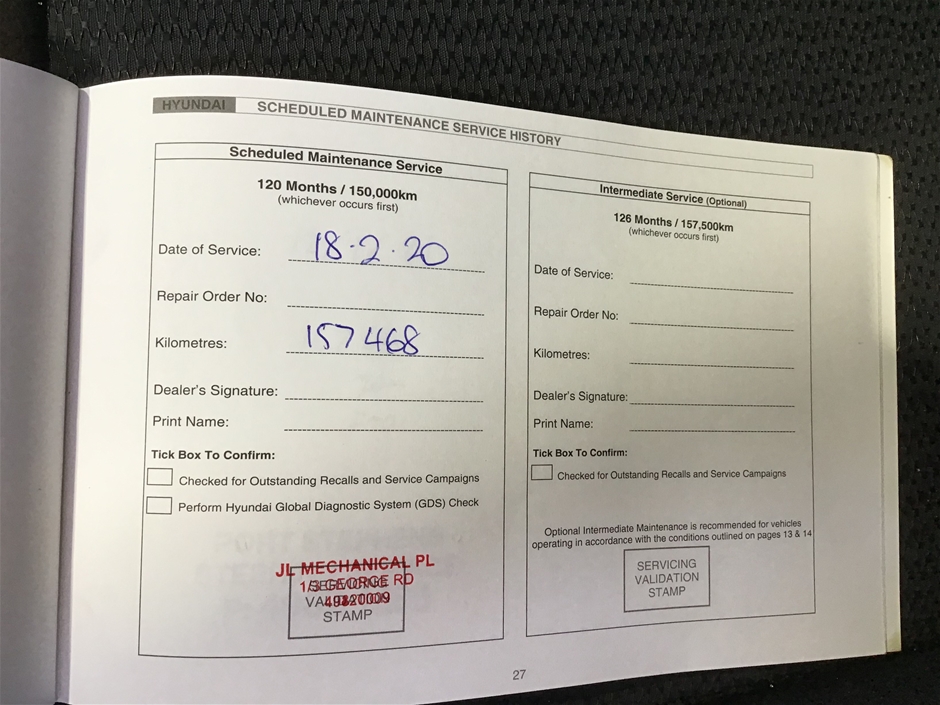 HYUNDAI SCHEDULED MAINTENANCE SERVICE HISTORY
Scheduled Maintenance Service
120 Months / 150,000km
(whichever occurs first)
Date of Service: 18.2.20
Repair Order No:
Kilometres: 157468
Dealer's Signature:
Print Name:
Tick Box To Confirm:
Checked for Outstanding Recalls and Service Campaigns
Perform Hyundai Global Diagnostic System (GDS) Check
JL MECHANICAL PL
GEORGE RD
STAMP
Intermediate Service (Optional)
126 Months / 157,500km
(whichever occurs first)
Date of Service:
Repair Order No:
Kilometres:
Dealer's Signature:
Print Name:
Tick Box To Confirm:
Checked for Outstanding Recalls and Service Campaigns
Optional Intermediate Maintenance is recommended for vehicles
operating in accordance with the conditions outlined on pages 13 & 14
SERVICING
VALIDATION
STAMP
27